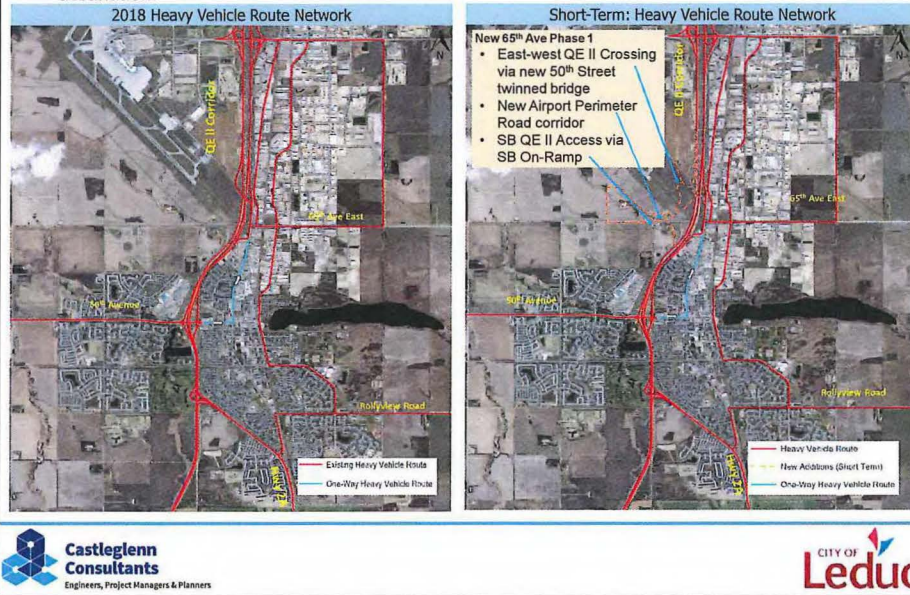 2018 Heavy Vehicle Route Network
QE II Corridor
65th Ave East
50th Avenue
Rollyview Road
Existing Heavy Vehicle Route
One-Way Heavy Vehicle Route
N
Short-Term: Heavy Vehicle Route Network
New 65th Ave Phase 1
• East-west QE II Crossing
via new 50th Street
twinned bridge
• New Airport Perimeter
Road corridor
• SB QE II Access via
SB On-Ramp
QE II Corridor
N
65th Ave East
50th Avenue
Rollyview Road
Heavy Vehicle Route
New Additions (Short Term)
One-Way Heavy Vehicle Route
Castleglenn
Consultants
Engineers, Project Managers & Planners
CITY OF
Leduc